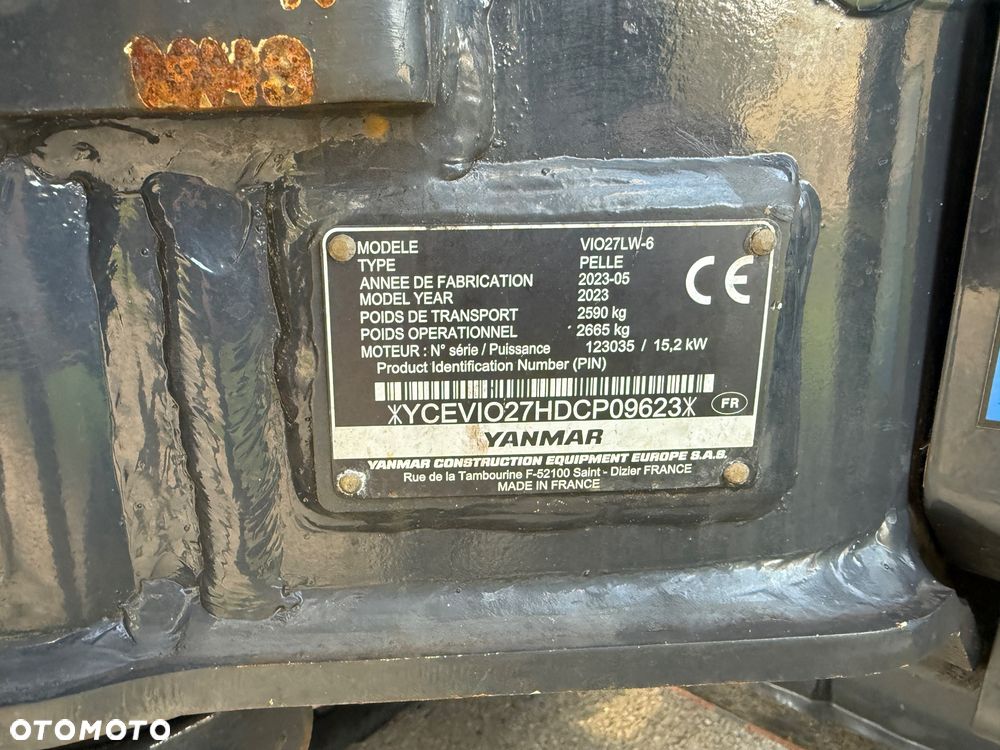 MODELE VIO27LW-6
TYPE PELLE
ANNEE DE FABRICATION 2023-05
MODEL YEAR 2023
POIDS DE TRANSPORT 2590 kg
POIDS OPERATIONNEL 2665 kg
MOTEUR : N° série / Puissance 123035 / 15,2 kW
CE
Product Identification Number (PIN)
YCEVIO27HDCP09623
FR
YANMAR
YANMAR CONSTRUCTION EQUIPMENT EUROPE S.A.S.
Rue de la Tambourine F-52100 Saint - Dizier FRANCE
MADE IN FRANCE
OTOMOTO